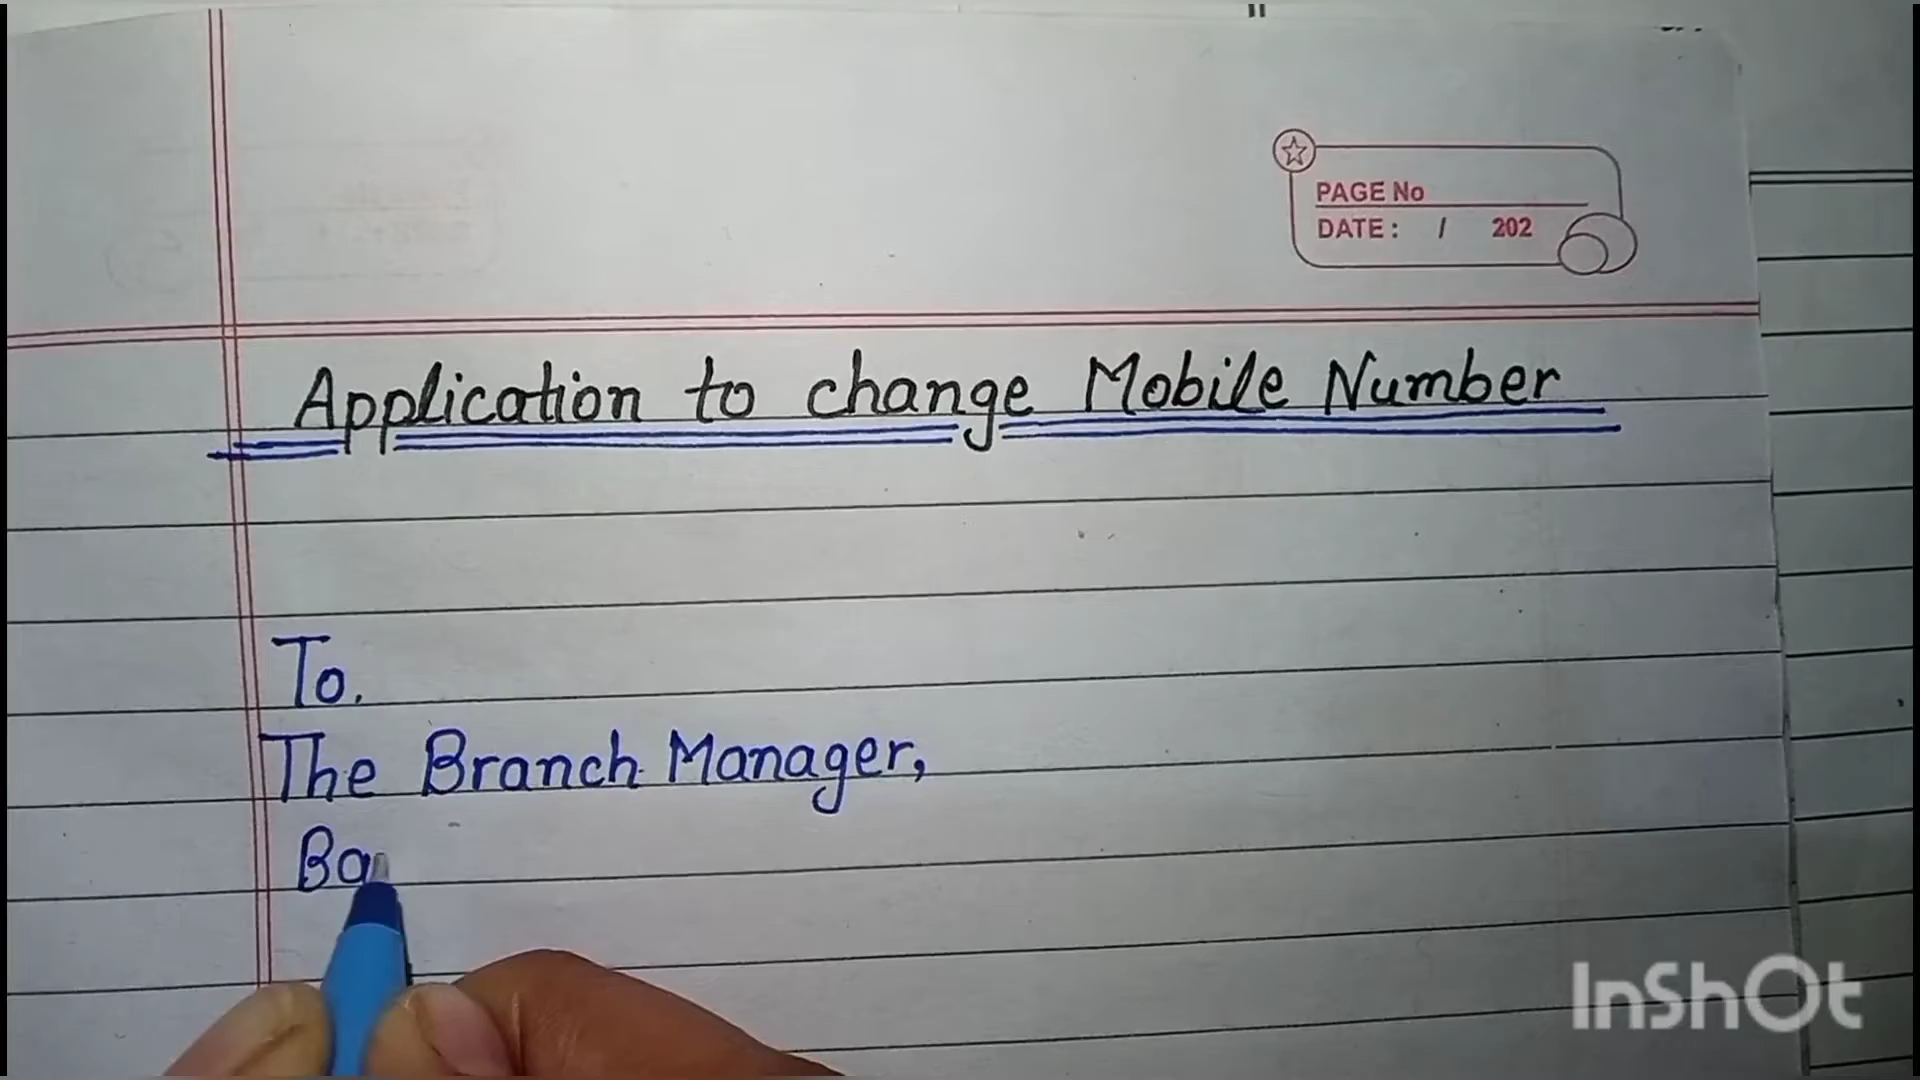 PAGE No
DATE: / 202
Application to change Mobile Number
To.
The Branch Manager,
Ba
InShOt